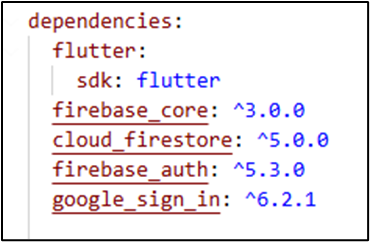 dependencies:
  flutter:
    sdk: flutter
  firebase_core: ^3.0.0
  cloud_firestore: ^5.0.0
  firebase_auth: ^5.3.0
  google_sign_in: ^6.2.1